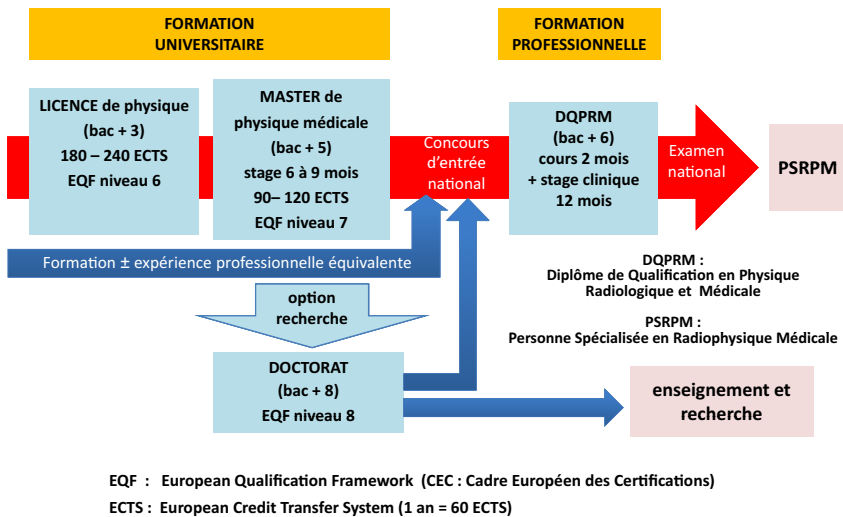 FORMATION
UNIVERSITAIRE
FORMATION
PROFESSIONNELLE
LICENCE de physique
(bac + 3)
180 – 240 ECTS
EQF niveau 6
MASTER de
physique médicale
(bac + 5)
stage 6 à 9 mois
90– 120 ECTS
EQF niveau 7
Concours
d'entrée
national
DQPRM
(bac + 6)
cours 2 mois
+ stage clinique
12 mois
Examen
national
PSRPM
Formation ± expérience professionnelle équivalente
option
recherche
DQPRM :
Diplôme de Qualification en Physique
Radiologique et Médicale
PSRPM :
Personne Spécialisée en Radiophysique Médicale
DOCTORAT
(bac + 8)
EQF niveau 8
enseignement et
recherche
EQF : European Qualification Framework (CEC : Cadre Européen des Certifications)
ECTS : European Credit Transfer System (1 an = 60 ECTS)